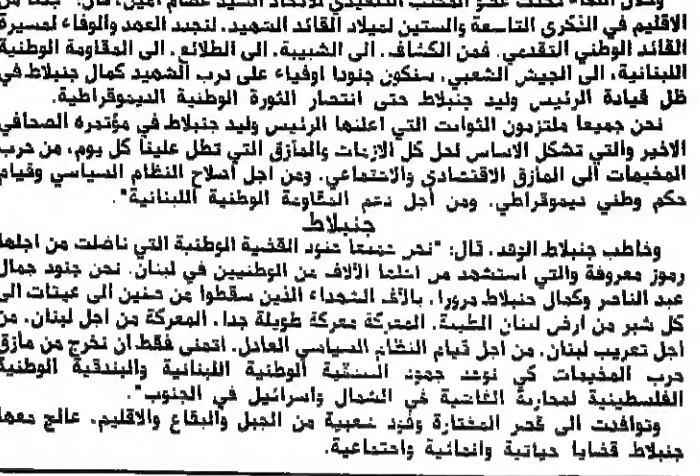 وخلال اللقاء تحدث عضو المكتب التنفيذي للاتحاد السيد عصام امين، قال: "جئنا من
الاقليم في الذكرى التاسعة والستين لميلاد القائد الشهيد، لنجدد العهد والوفاء لمسيرة
القائد الوطني التقدمي. فمن الكشاف، الى الشبيبة، الى الطلائع، الى المقاومة الوطنية
اللبنانية، الى الجيش الشعبي، سنكون جنودا اوفياء على درب الشهيد كمال جنبلاط في
ظل قيادة الرئيس وليد جنبلاط حتى انتصار الثورة الوطنية الديموقراطية.
نحن جميعا ملتزمون الثوابت التي اعلنها الرئيس وليد جنبلاط في مؤتمره الصحافي
الاخير والتي تشكل الاساس لحل كل الازمات والمآزق التي تطل علينا كل يوم، من حرب
المخيمات الى المأزق الاقتصادي والاجتماعي. ومن اجل اصلاح النظام السياسي وقيام
حكم وطني ديموقراطي. ومن أجل دعم المقاومة الوطنية اللبنانية".
جنبلاط
وخاطب جنبلاط الوفد، قال: "نحن جميعا جنود القضية الوطنية التي ناضلت من اجلها
رموز معروفة والتي استشهد من اجلها الآلاف من الوطنيين في لبنان. نحن جنود جمال
عبد الناصر وكمال جنبلاط مرورا، بالآف الشهداء الذين سقطوا من حنين الى عيتات الى
كل شبر من ارض لبنان الطيبة. المعركة معركة طويلة جدا. المعركة من اجل لبنان، من
اجل تعريب لبنان، من اجل قيام النظام السياسي العادل. اتمنى فقط ان نخرج من مازق
حرب المخيمات كي نوحد جهود البندقية الوطنية اللبنانية والبندقية الوطنية
الفلسطينية لمحاربة الفاشية في الشمال واسرائيل في الجنوب".
وتوافدت الى قصر المختارة وفود شعبية من الجبل والبقاع والاقليم، عالج معها
جنبلاط قضايا حياتية وانمائية واجتماعية.